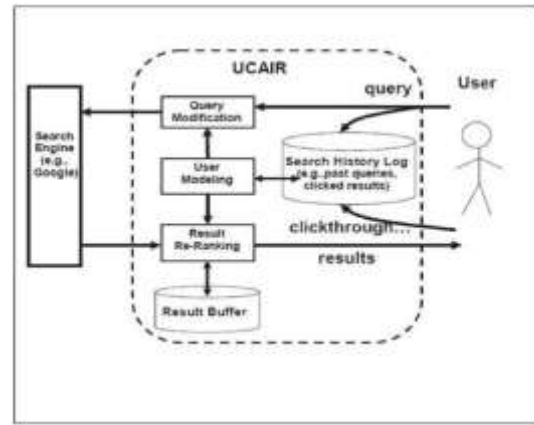 UCAIR
query
User
Query
Modification
Search
Engine
(e.g.,
Google)
User
Modeling
Search History Log
(e.g.,past queries,
clicked results)
clickthrough...
Result
Re-Ranking
results
Result Buffer